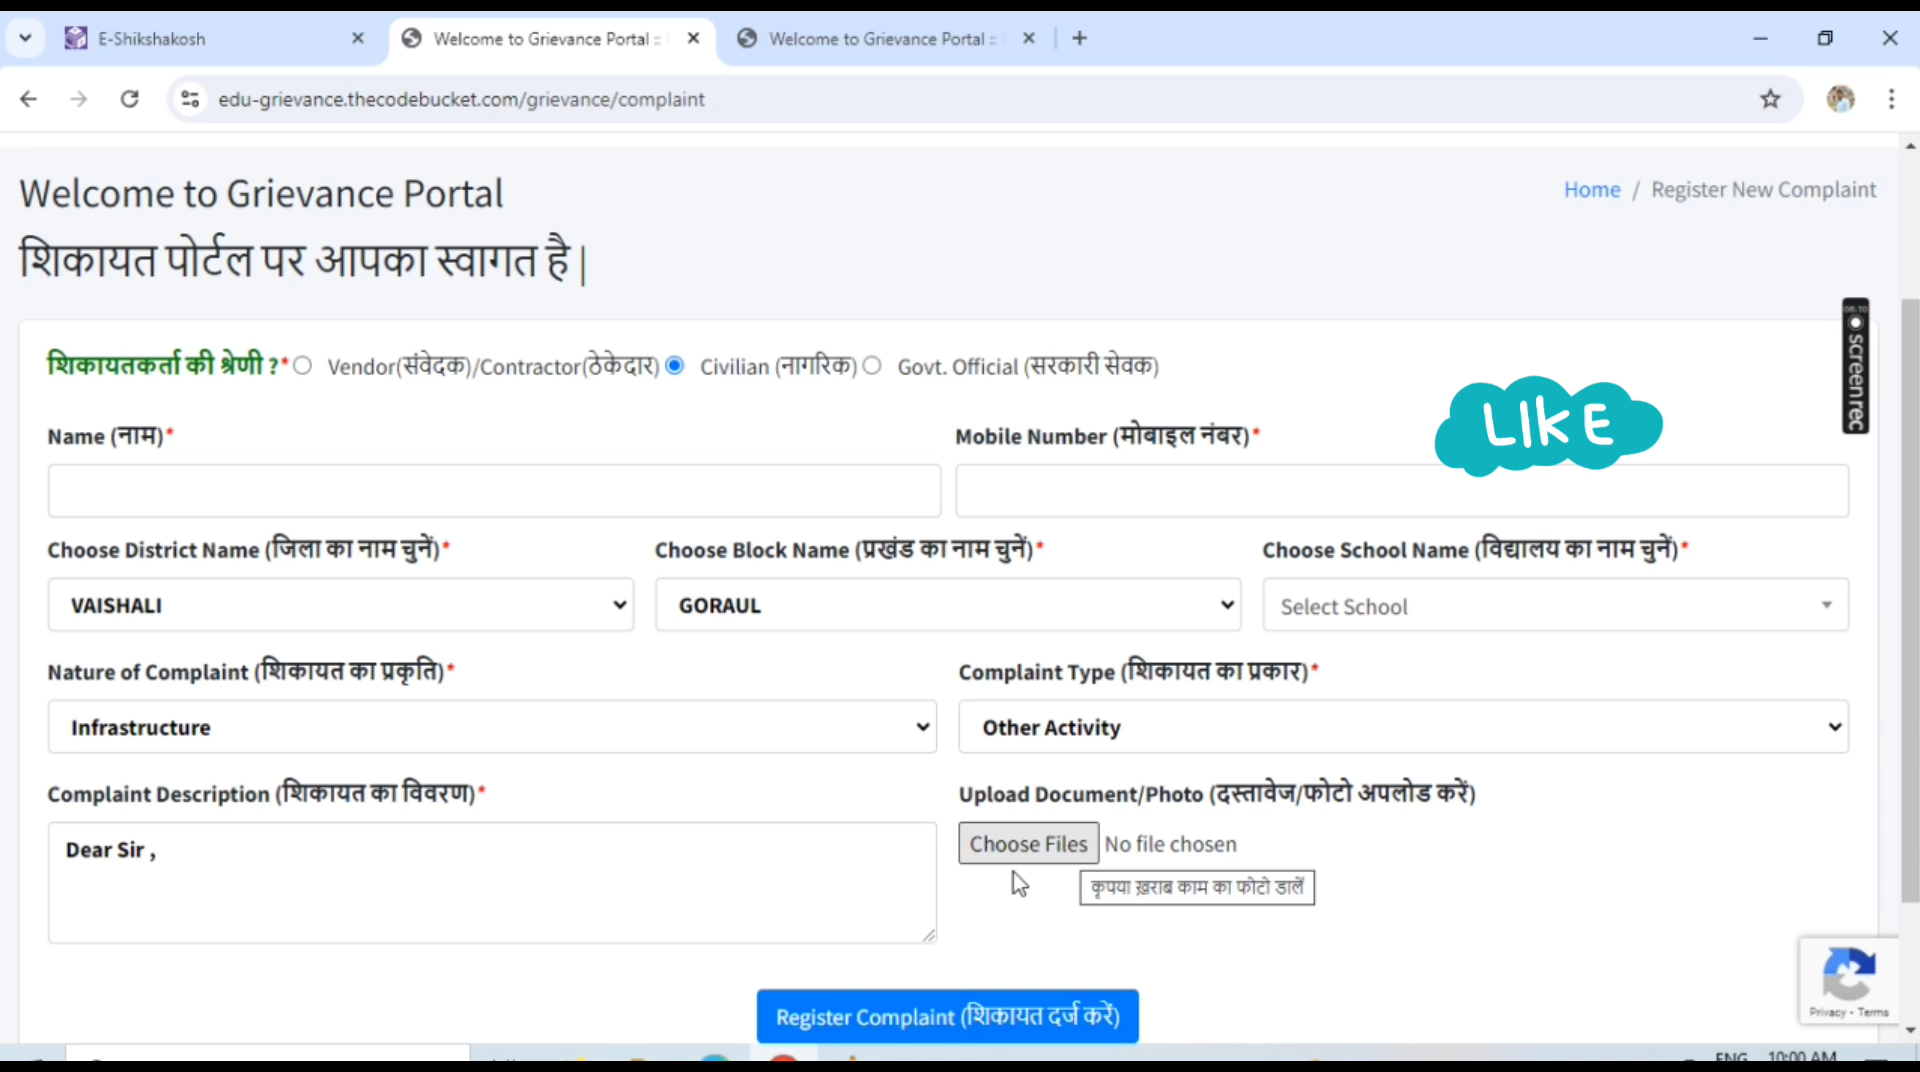 E-Shikshakosh
Welcome to Grievance Portal ::
Welcome to Grievance Portal ::
edu-grievance.thecodebucket.com/grievance/complaint
Welcome to Grievance Portal
Home / Register New Complaint
शिकायत पोर्टल पर आपका स्वागत है |
शिकायतकर्ता की श्रेणी ?* Vendor(संवेदक)/Contractor(ठेकेदार) Civilian (नागरिक) Govt. Official (सरकारी सेवक)
screenrec
LIKE
Name (नाम)* Mobile Number (मोबाइल नंबर)*
Choose District Name (जिला का नाम चुनें)* Choose Block Name (प्रखंड का नाम चुनें)* Choose School Name (विद्यालय का नाम चुनें)*
VAISHALI GORAUL Select School
Nature of Complaint (शिकायत का प्रकृति)* Complaint Type (शिकायत का प्रकार)*
Infrastructure Other Activity
Complaint Description (शिकायत का विवरण)* Upload Document/Photo (दस्तावेज/फोटो अपलोड करें)
Dear Sir , Choose Files No file chosen
कृपया ख़राब काम का फोटो डालें
Privacy - Terms
Register Complaint (शिकायत दर्ज करें)
ENG 10:00 AM